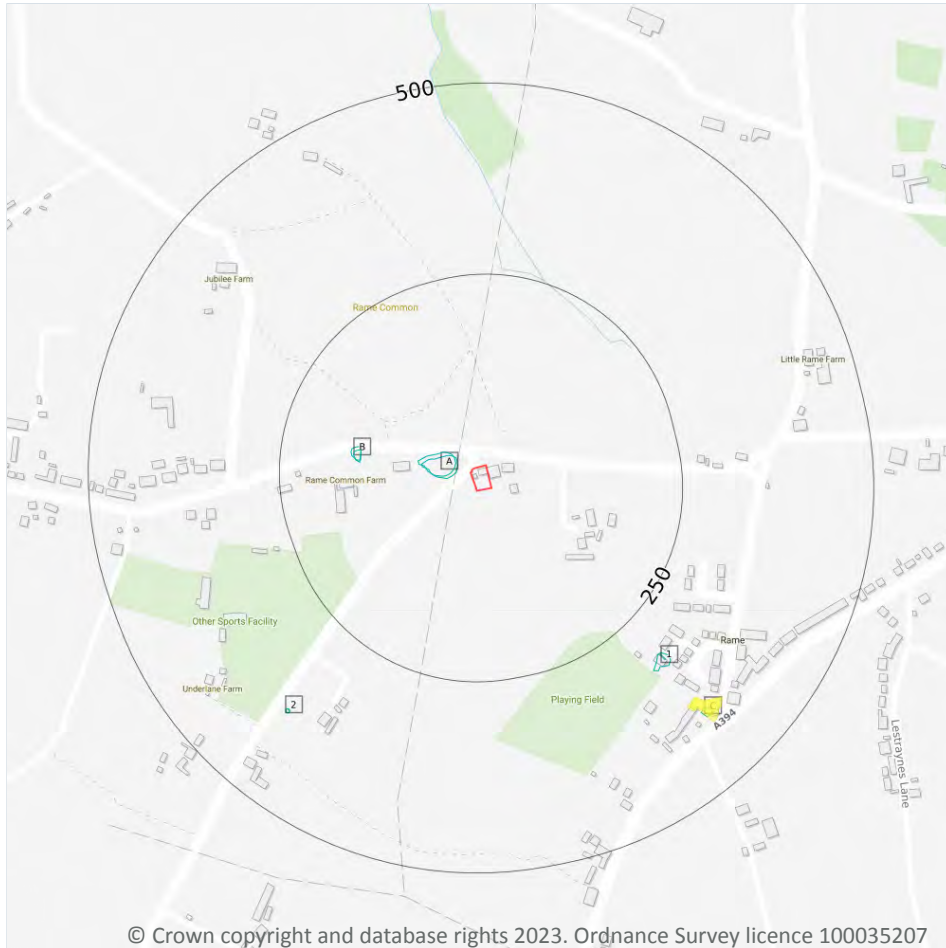 500
Jubilee Farm
Rame Common
Little Rame Farm
B
A
Rame Common Farm
250
Other Sports Facility
Rame
1
Underlane Farm
Playing Field
2
C
A394
Lestraynes Lane
© Crown copyright and database rights 2023. Ordnance Survey licence 100035207